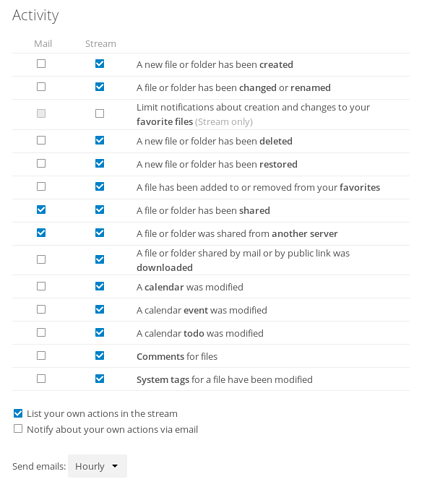 Activity
Mail Stream
A new file or folder has been created
A file or folder has been changed or renamed
Limit notifications about creation and changes to your
favorite files (Stream only)
A new file or folder has been deleted
A new file or folder has been restored
A file has been added to or removed from your favorites
A file or folder has been shared
A file or folder was shared from another server
A file or folder shared by mail or by public link was
downloaded
A calendar was modified
A calendar event was modified
A calendar todo was modified
Comments for files
System tags for a file have been modified
List your own actions in the stream
Notify about your own actions via email
Send emails: Hourly